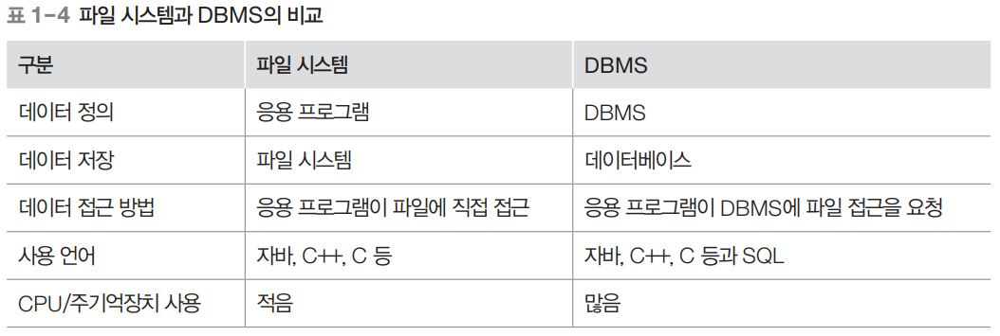 표 1-4 파일 시스템과 DBMS의 비교
구분 파일 시스템 DBMS
데이터 정의 응용 프로그램 DBMS
데이터 저장 파일 시스템 데이터베이스
데이터 접근 방법 응용 프로그램이 파일에 직접 접근 응용 프로그램이 DBMS에 파일 접근을 요청
사용 언어 자바, C++, C 등 자바, C++, C 등과 SQL
CPU/주기억장치 사용 적음 많음